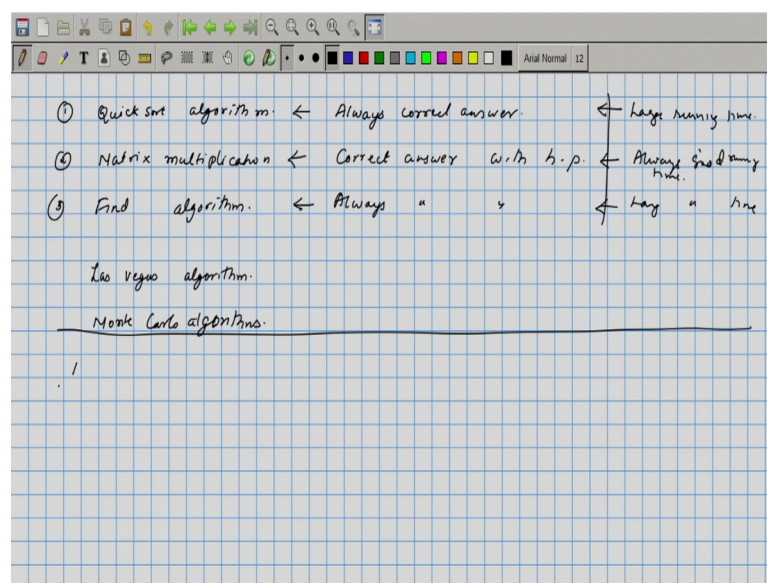 T Arial Normal 12
① Quick sort algorithm. ← Always correct answer. ← Large running time.
② Matrix multiplication ← Correct answer with h.p. ← Always good running time.
③ Find algorithm. ← Always " " ← " time
Las vegas algorithm.
Monte Carlo algorithms.